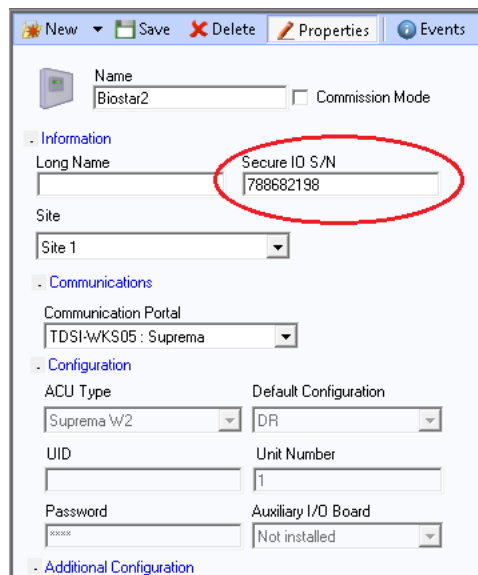 New Save Delete Properties Events
Name
Biostar2 Commission Mode
- Information
Long Name Secure IO S/N
788682198
Site
Site 1
- Communications
Communication Portal
TDSI-WKS05 : Suprema
- Configuration
ACU Type Default Configuration
Suprema W2 DR
UID Unit Number
1
Password Auxiliary I/O Board
**** Not installed
- Additional Configuration